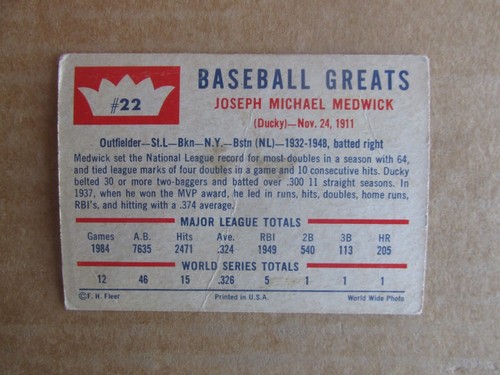 #22
BASEBALL GREATS
JOSEPH MICHAEL MEDWICK
(Ducky)—Nov. 24, 1911
Outfielder—St.L—Bkn—N.Y.—Bstn (NL)—1932-1948, batted right
Medwick set the National League record for most doubles in a season with 64,
and tied league marks of four doubles in a game and 10 consecutive hits. Ducky
belted 30 or more two-baggers and batted over .300 11 straight seasons. In
1937, when he won the MVP award, he led in runs, hits, doubles, home runs,
RBI's, and hitting with a .374 average.
MAJOR LEAGUE TOTALS
Games A.B. Hits Ave. RBI 2B 3B HR
1984 7635 2471 .324 1949 540 113 205
WORLD SERIES TOTALS
12 46 15 .326 5 1 1 1
©F. H. Fleer Printed in U.S.A. World Wide Photo